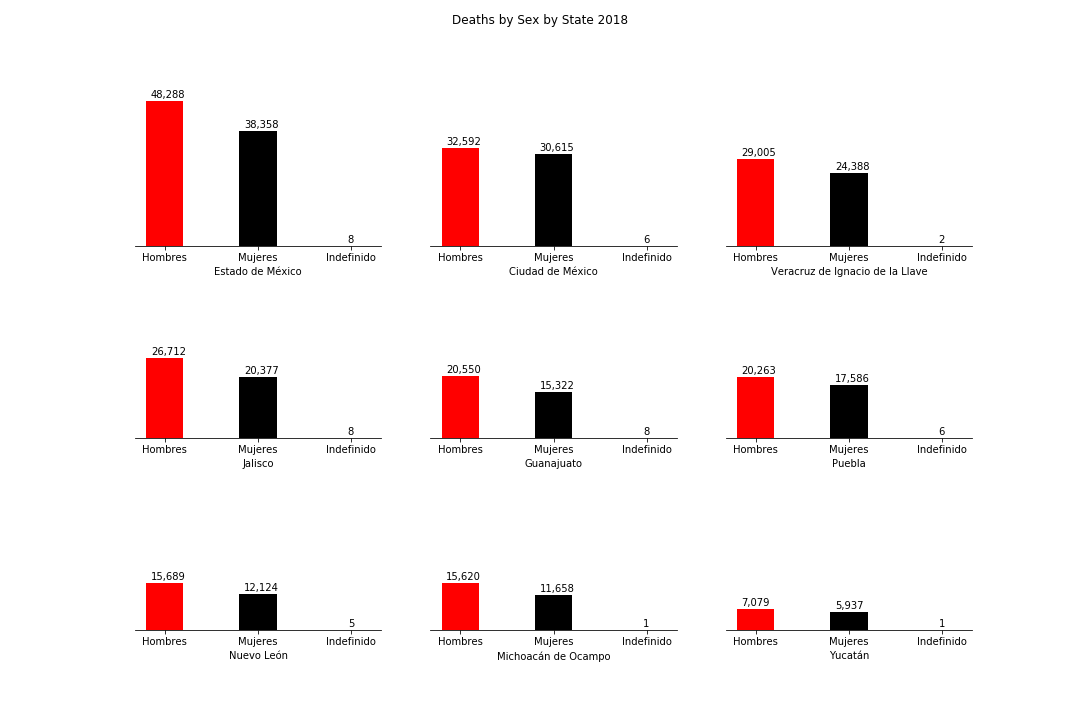 Deaths by Sex by State 2018
48,288
38,358
8
Hombres Mujeres Indefinido
Estado de México
32,592
30,615
6
Hombres Mujeres Indefinido
Ciudad de México
29,005
24,388
2
Hombres Mujeres Indefinido
Veracruz de Ignacio de la Llave
26,712
20,377
8
Hombres Mujeres Indefinido
Jalisco
20,550
15,322
8
Hombres Mujeres Indefinido
Guanajuato
20,263
17,586
6
Hombres Mujeres Indefinido
Puebla
15,689
12,124
5
Hombres Mujeres Indefinido
Nuevo León
15,620
11,658
1
Hombres Mujeres Indefinido
Michoacán de Ocampo
7,079
5,937
1
Hombres Mujeres Indefinido
Yucatán